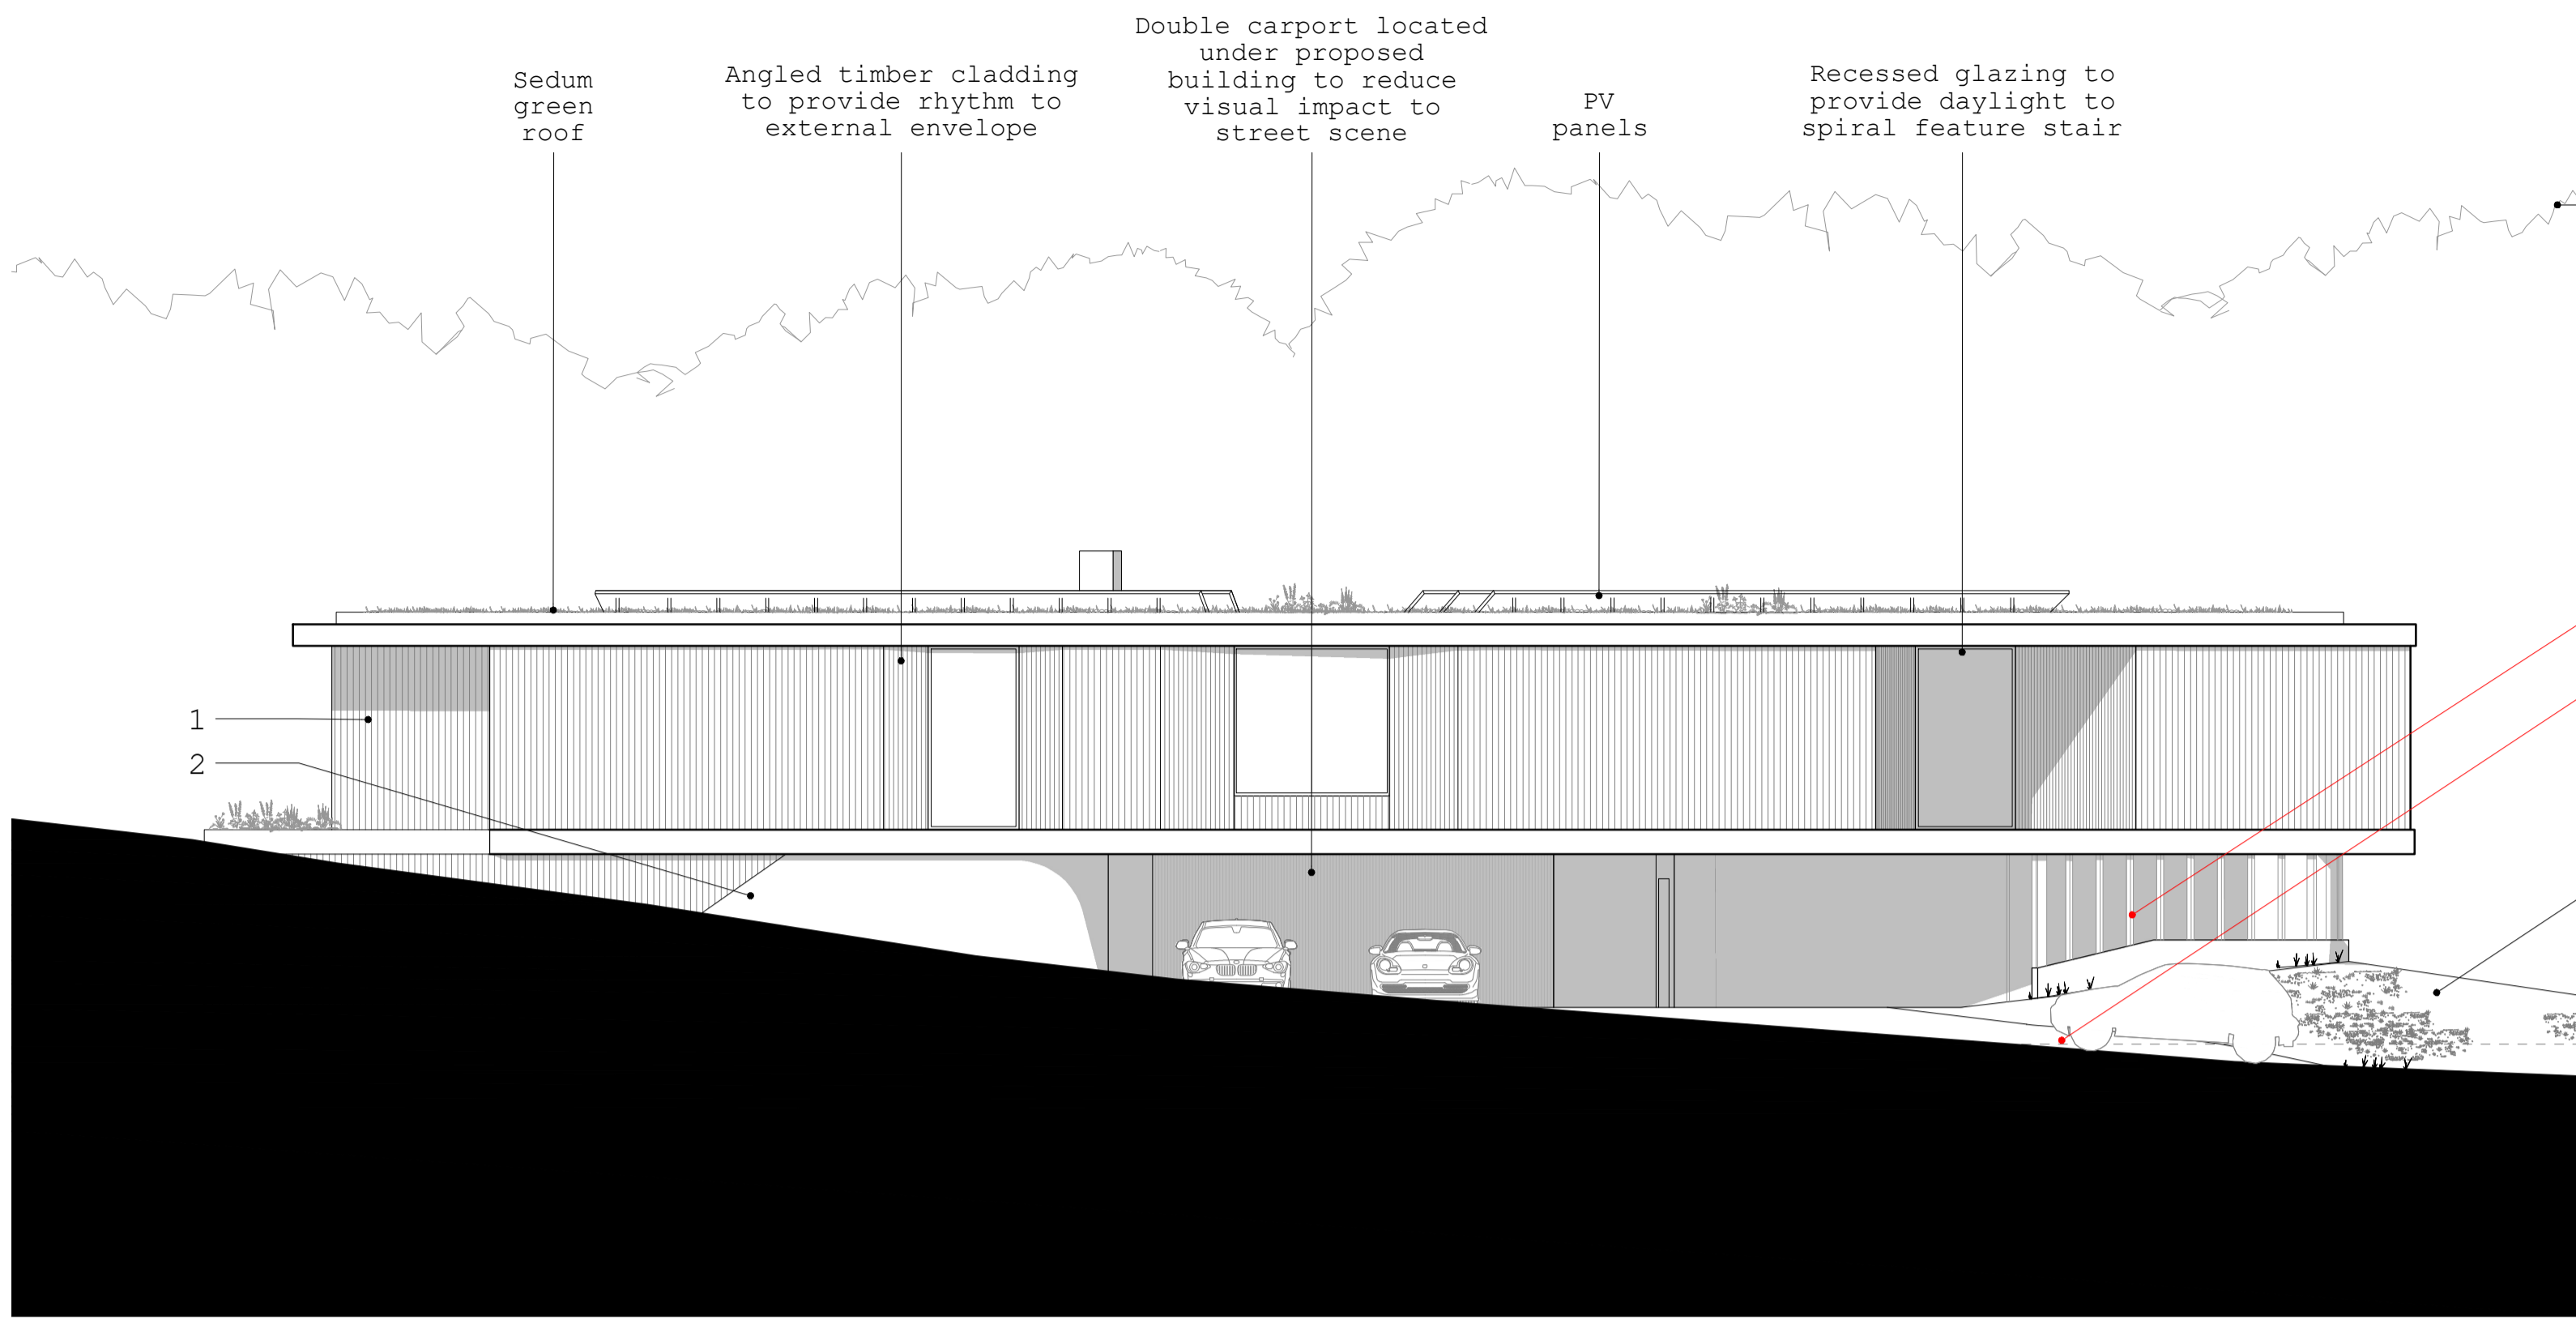 Sedum
green
roof
Angled timber cladding
to provide rhythm to
external envelope
Double carport located
under proposed
building to reduce
visual impact to
street scene
PV
panels
Recessed glazing to
provide daylight to
spiral feature stair
1
2